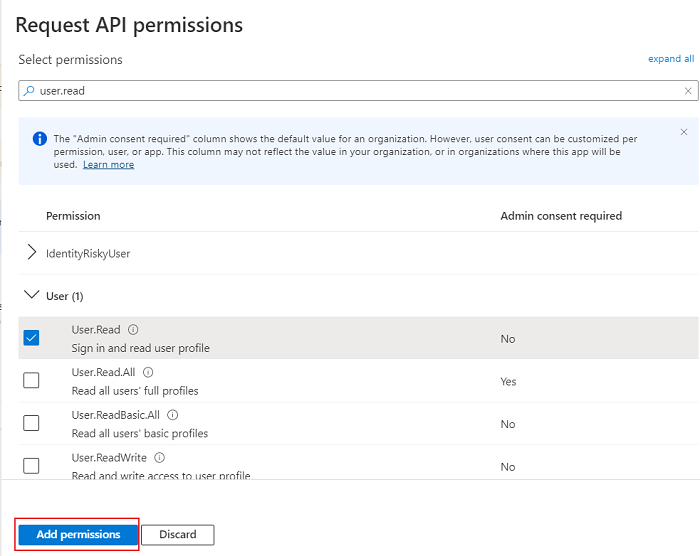 Request API permissions
Select permissions
expand all
user.read
The "Admin consent required" column shows the default value for an organization. However, user consent can be customized per
permission, user, or app. This column may not reflect the value in your organization, or in organizations where this app will be
used. Learn more
Permission
Admin consent required
IdentityRiskyUser
User (1)
User.Read
Sign in and read user profile
No
User.Read.All
Read all users' full profiles
Yes
User.ReadBasic.All
Read all users' basic profiles
No
User.ReadWrite
Read and write access to user profile
No
Add permissions
Discard